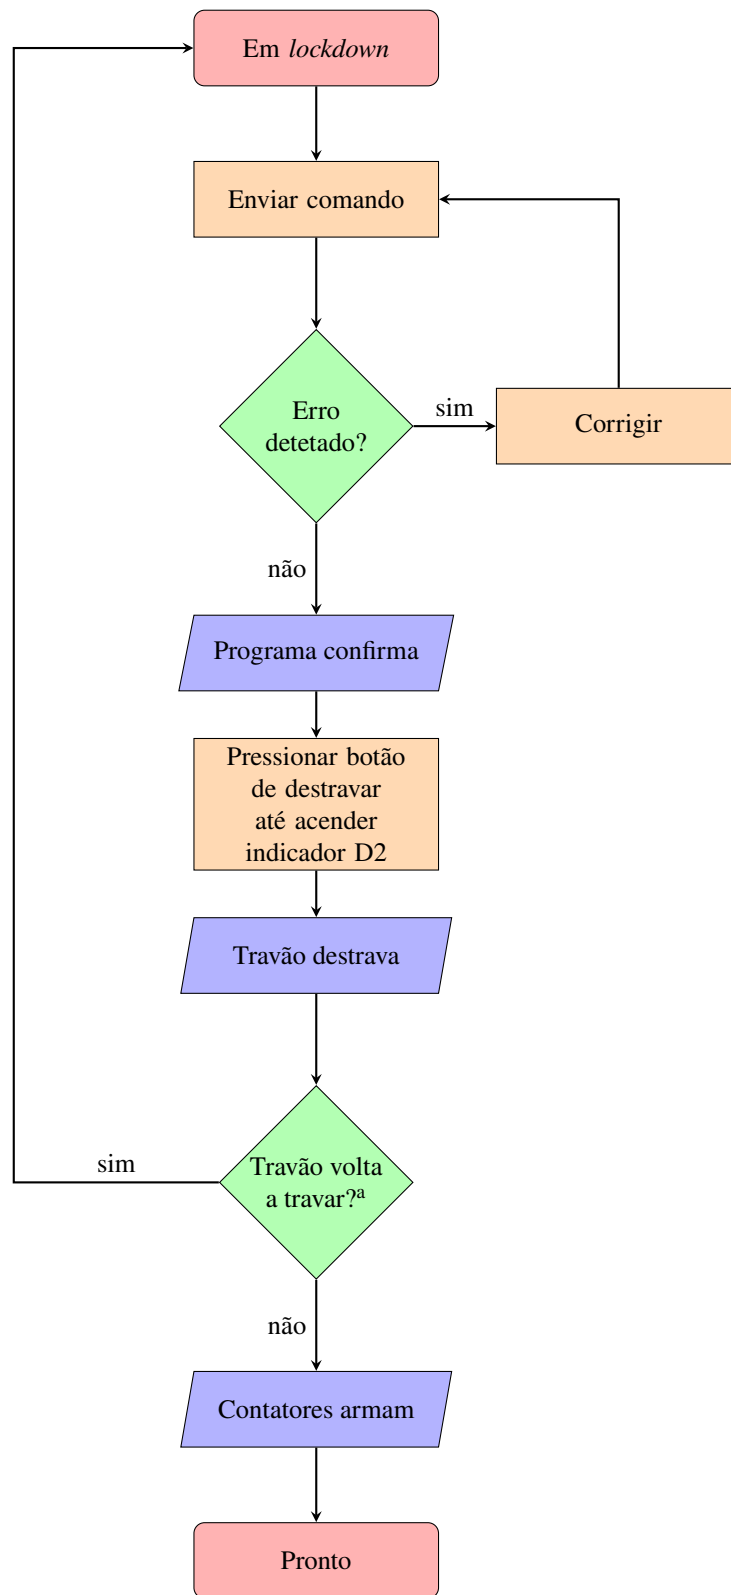 Em lockdown
Enviar comando
Erro
detetado?
sim
Corrigir
não
Programa confirma
Pressionar botão
de destravar
até acender
indicador D2
Travão destrava
sim
Travão volta
a travar?ª
não
Contatores armam
Pronto